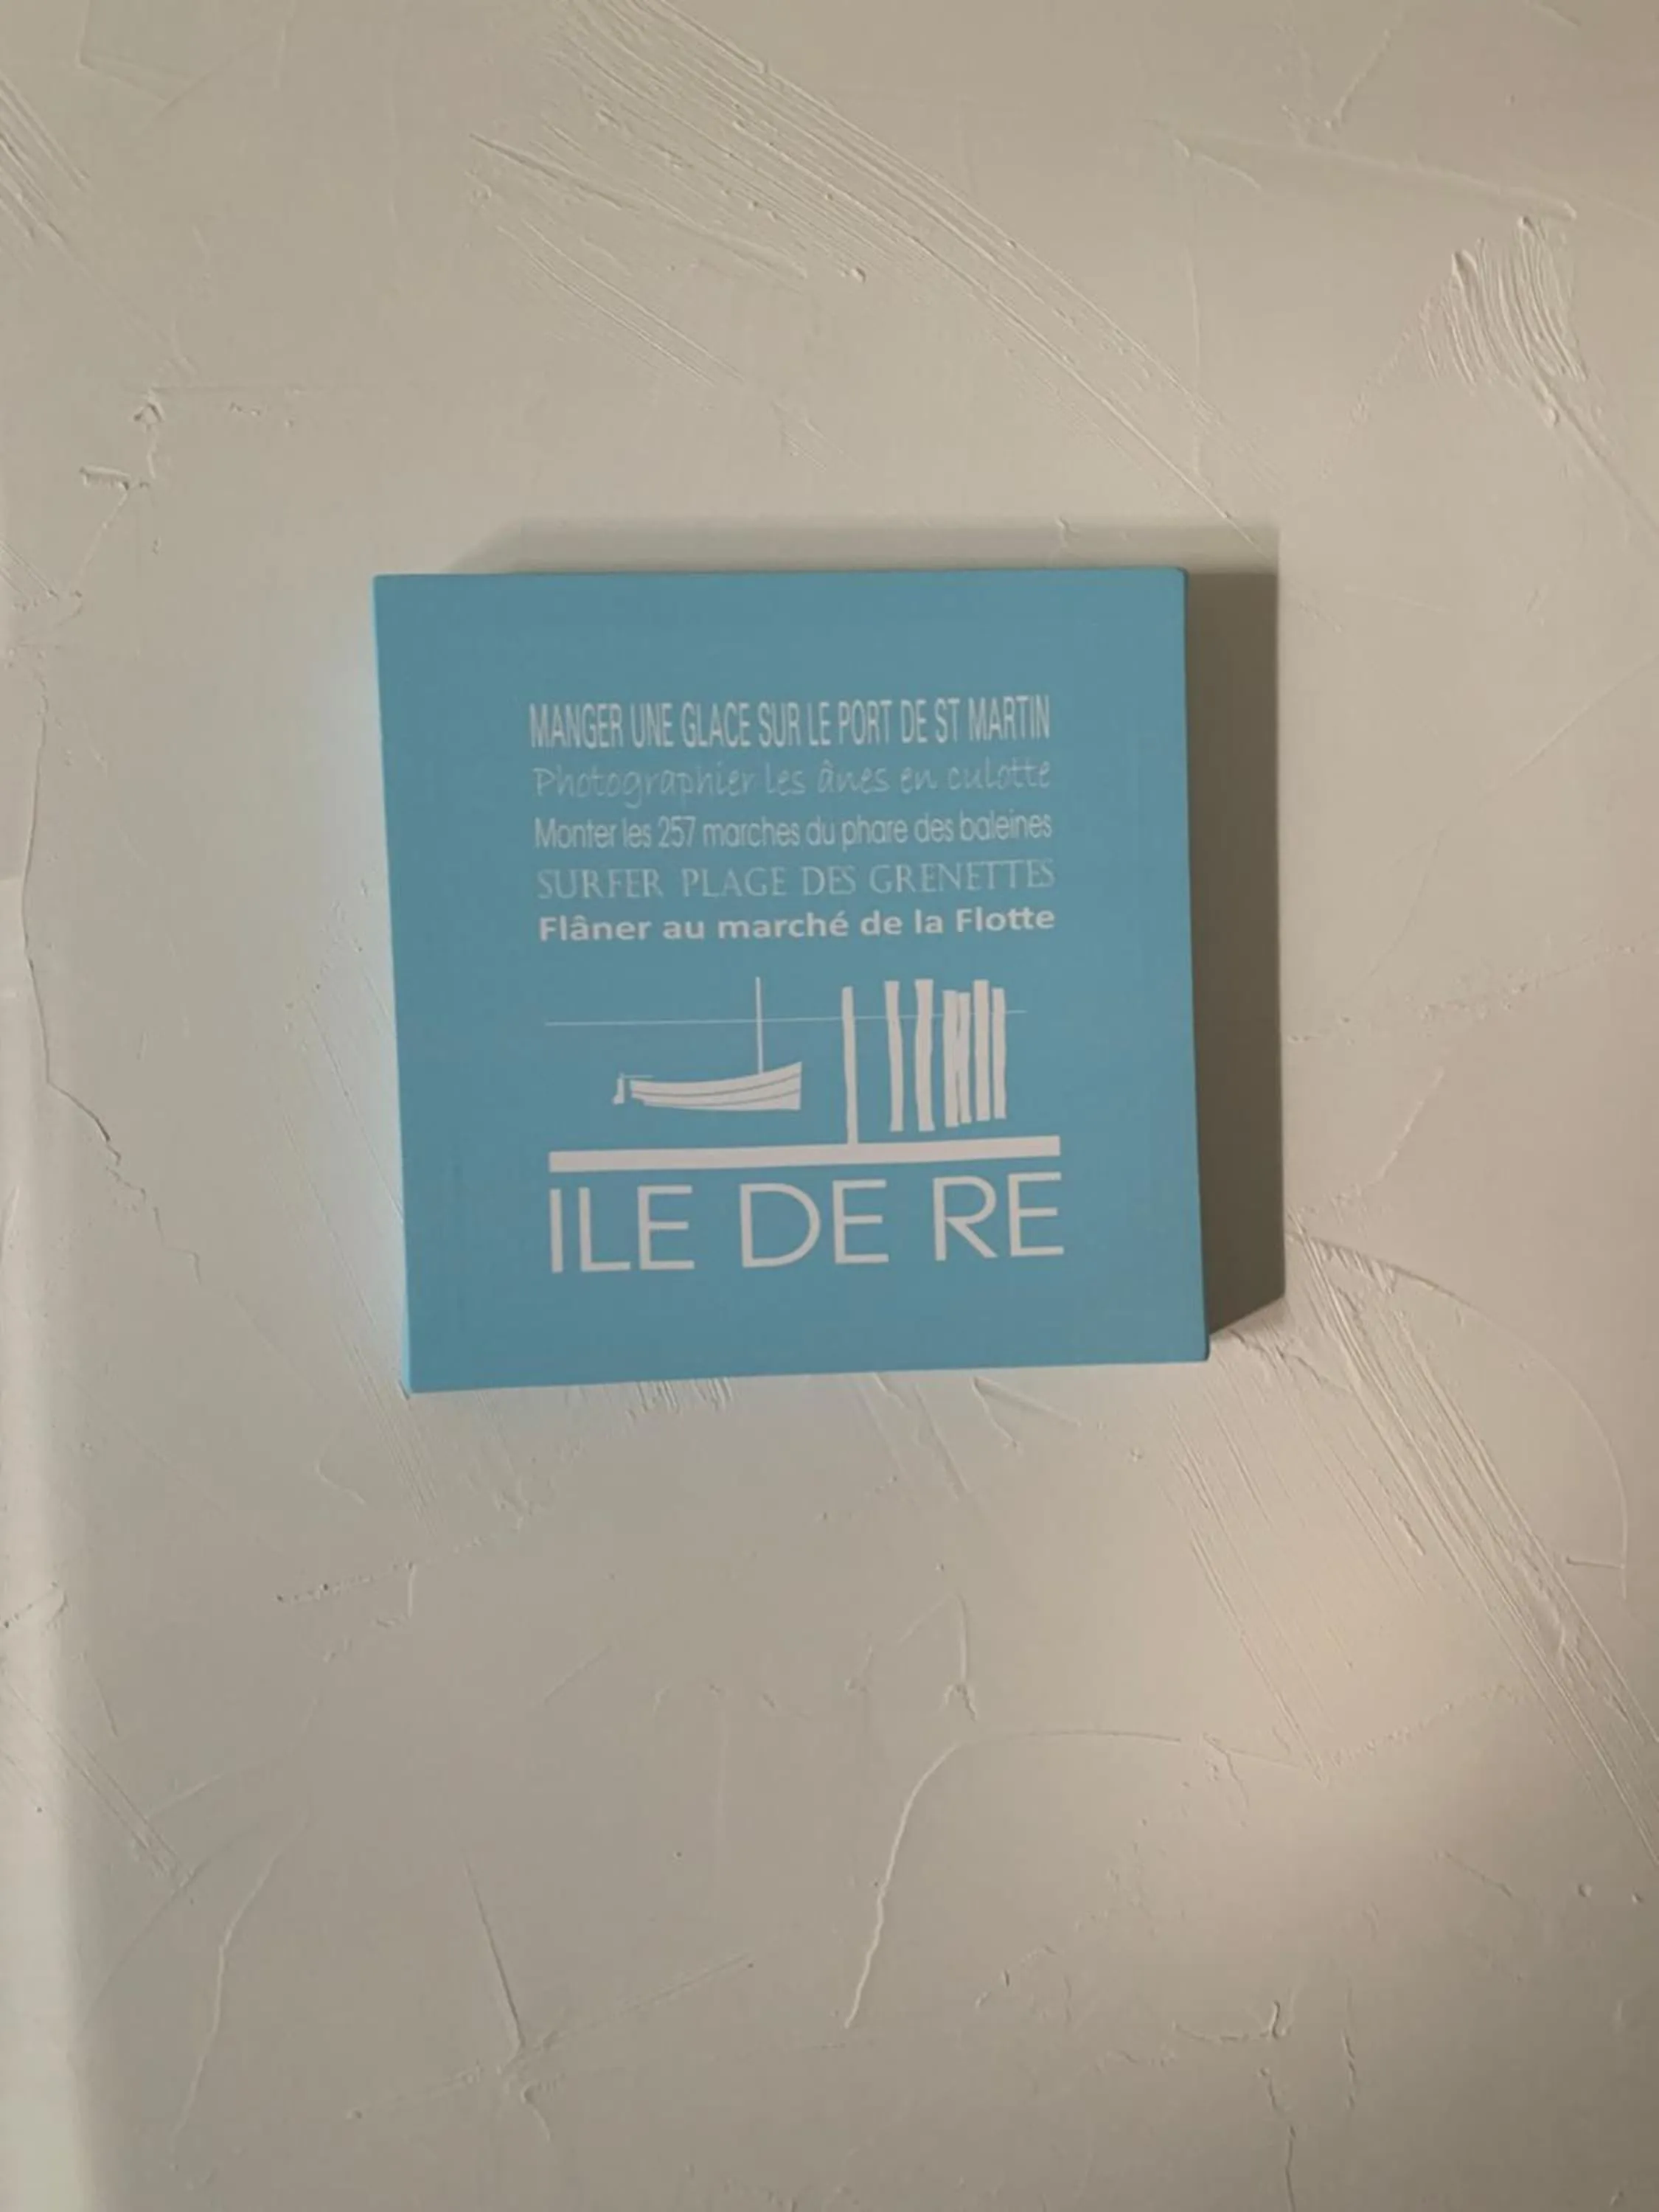 MANGER UNE GLACE SUR LE PORT DE ST MARTIN
Photographier les ânes en culotte
Monter les 257 marches du phare des baleines
SURFER PLAGE DES GRENETTES
Flâner au marché de la Flotte
ILE DE RE